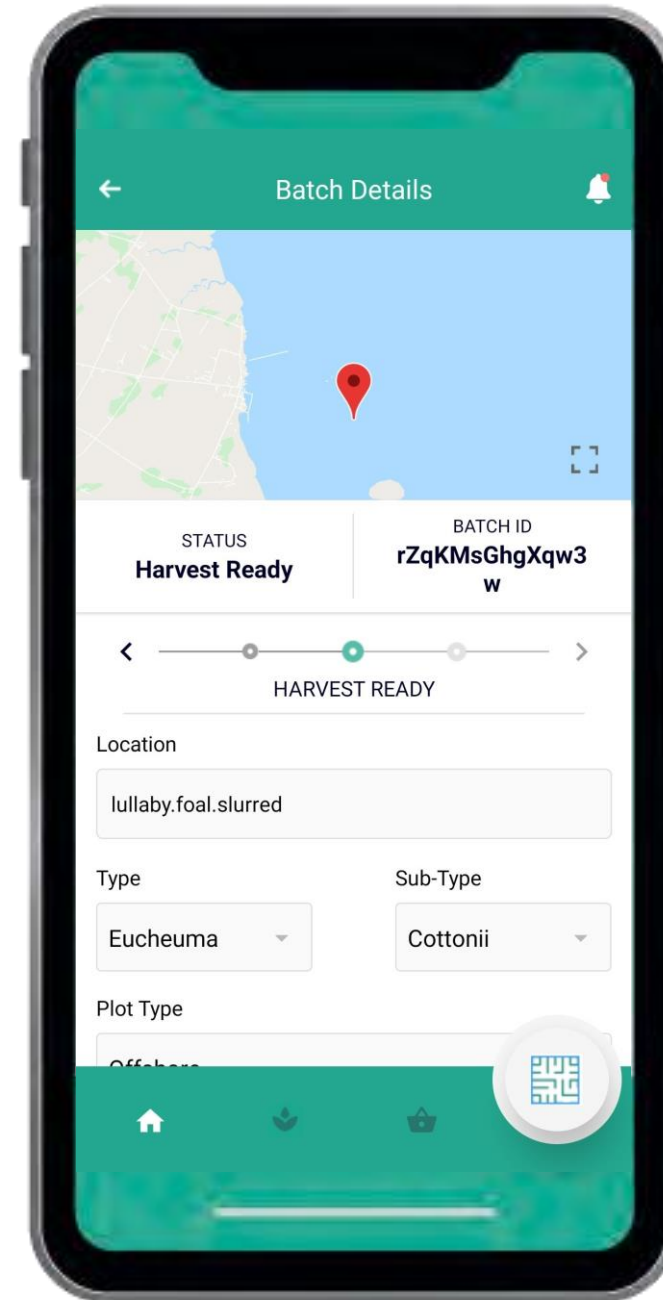 Batch Details
STATUS
Harvest Ready
BATCH ID
rZqKMsGhgXqw3
w
HARVEST READY
Location
lullaby.foal.slurred
Type
Sub-Type
Eucheuma
Cottonii
Plot Type
Offshore